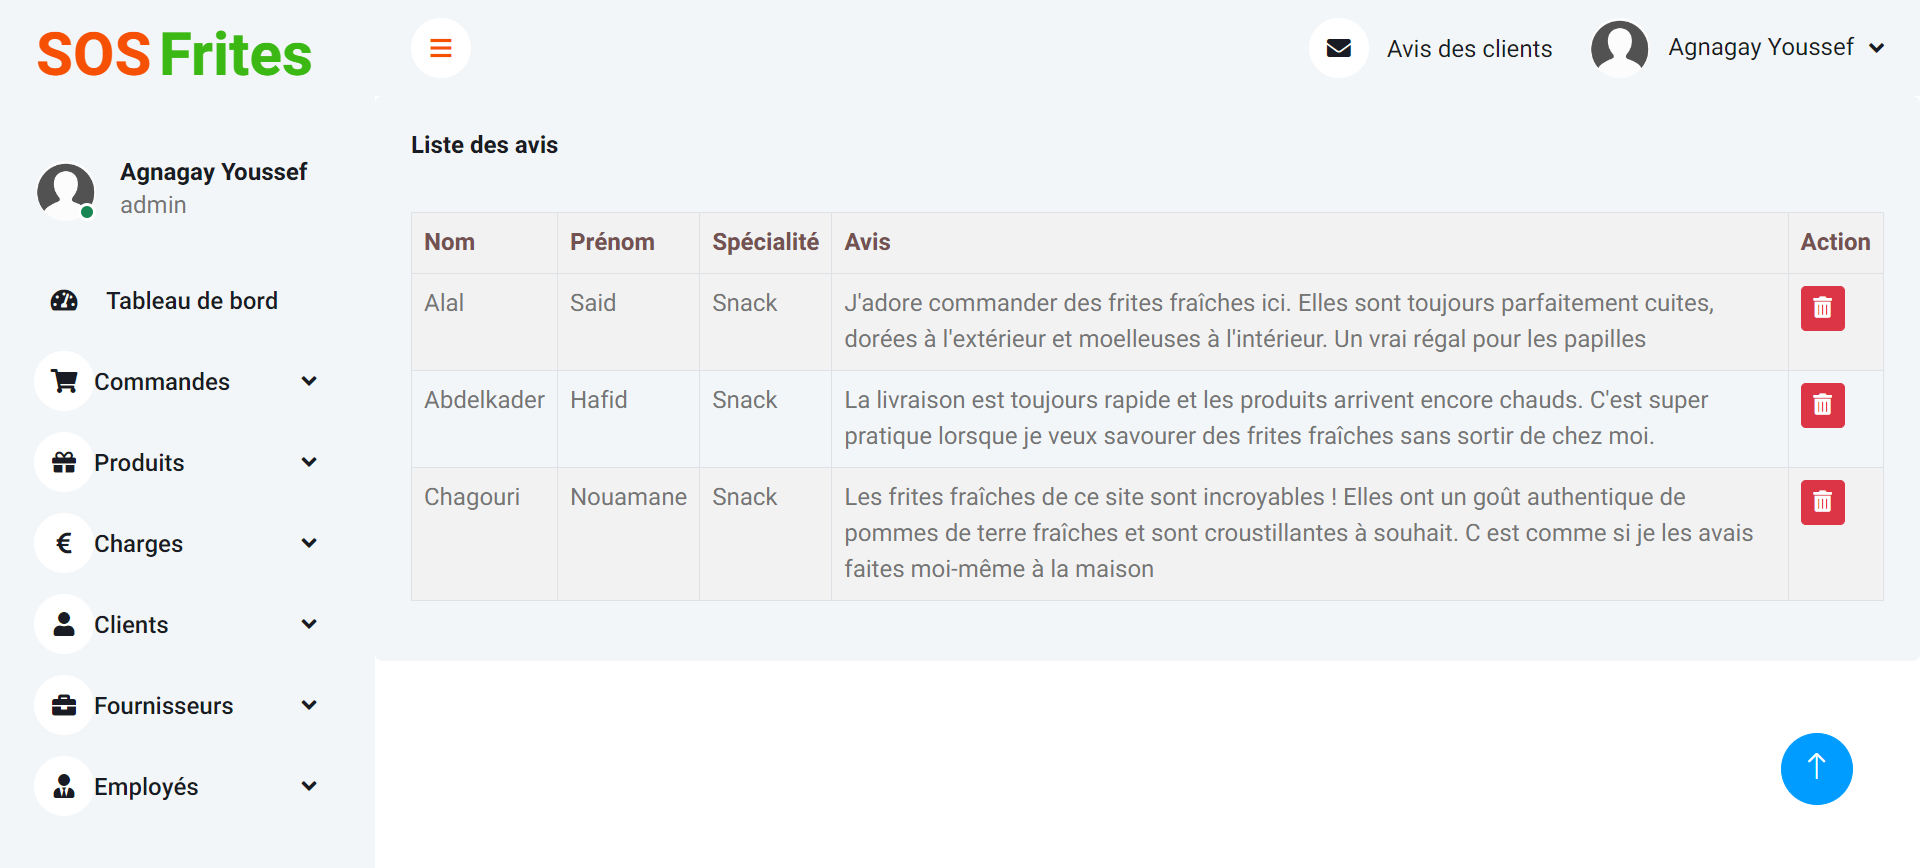 SOS Frites
Avis des clients
Agnagay Youssef
Agnagay Youssef
admin
Tableau de bord
Commandes
Produits
€ Charges
Clients
Fournisseurs
Employés
Liste des avis
Nom Prénom Spécialité Avis Action
Alal Said Snack J'adore commander des frites fraîches ici. Elles sont toujours parfaitement cuites,
dorées à l'extérieur et moelleuses à l'intérieur. Un vrai régal pour les papilles
Abdelkader Hafid Snack La livraison est toujours rapide et les produits arrivent encore chauds. C'est super
pratique lorsque je veux savourer des frites fraîches sans sortir de chez moi.
Chagouri Nouamane Snack Les frites fraîches de ce site sont incroyables ! Elles ont un goût authentique de
pommes de terre fraîches et sont croustillantes à souhait. C est comme si je les avais
faites moi-même à la maison